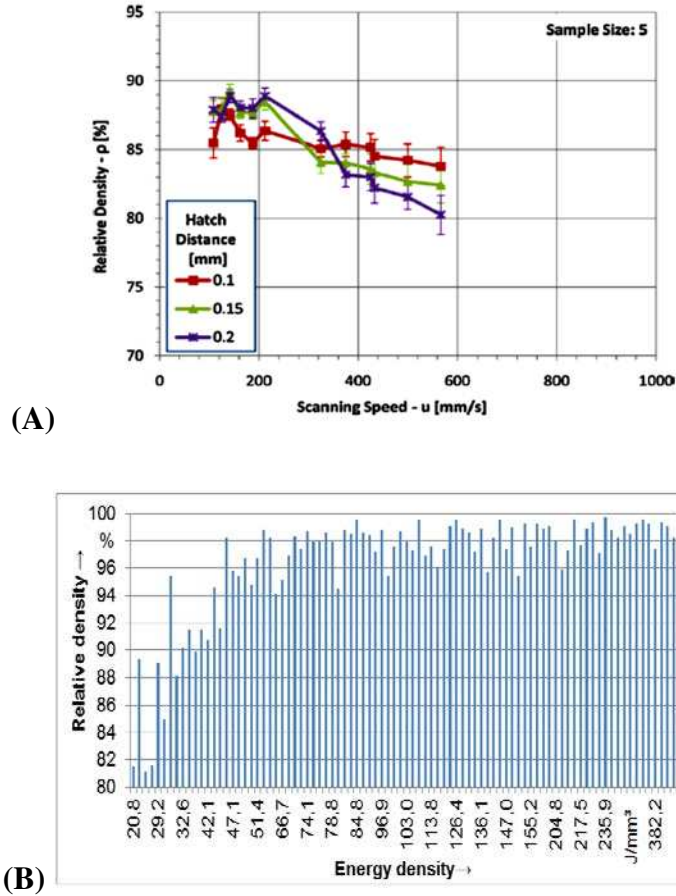 95
90
85
80
75
70
Relative Density - ρ [%]
Sample Size: 5
Hatch
Distance
[mm]
0.1
0.15
0.2
0 200 400 600 800 1000
Scanning Speed - u [mm/s]
(A)
100
%
96
94
92
90
88
86
84
82
80
Relative density →
20,8 29,2 32,6 42,1 47,1 51,4 66,7 74,1 78,8 84,8 96,9 103,0 113,8 126,4 136,1 147,0 155,2 204,8 217,5 235,9 J/mm³ 382,2
Energy density →
(B)